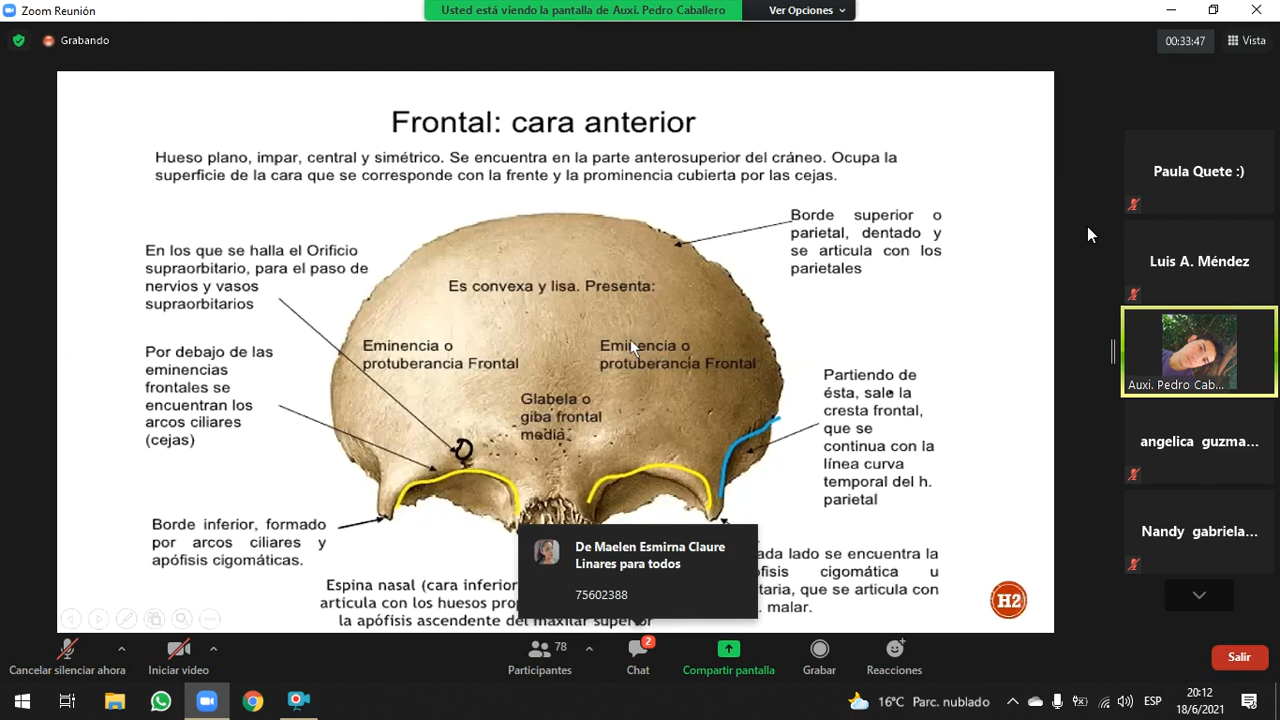 Zoom Reunión
Usted está viendo la pantalla de Auxi. Pedro Caballero
Ver Opciones
Grabando
00:33:47
Vista
Frontal: cara anterior
Hueso plano, impar, central y simétrico. Se encuentra en la parte anterosuperior del cráneo. Ocupa la
superficie de la cara que se corresponde con la frente y la prominencia cubierta por las cejas.
En los que se halla el Orificio
supraorbitario, para el paso de
nervios y vasos
supraorbitarios
Borde superior o
parietal, dentado y
se articula con los
parietales
Es convexa y lisa. Presenta:
Eminencia o
protuberancia Frontal
Eminencia o
protuberancia Frontal
Glabela o
giba frontal
media
Por debajo de las
eminencias
frontales se
encuentran los
arcos ciliares
(cejas)
Partiendo de
ésta, sale la
cresta frontal,
que se
continua con la
línea curva
temporal del h.
parietal
Borde inferior, formado
por arcos ciliares y
apófisis cigomáticas.
Espina nasal (cara inferior
articula con los huesos
la apófisis ascendente del maxilar superior
lado se encuentra la
cigomática u
que se articula con
malar.
H2
De Maelen Esmirna Claure
Linares para todos
75602388
Paula Quete :)
Luis A. Méndez
Auxi. Pedro Cab...
angelica guzma...
Nandy gabriela...
Cancelar silenciar ahora
Iniciar video
78
Participantes
2
Chat
Compartir pantalla
Grabar
Reacciones
Salir
16°C Parc. nublado
ESP
20:12
18/6/2021